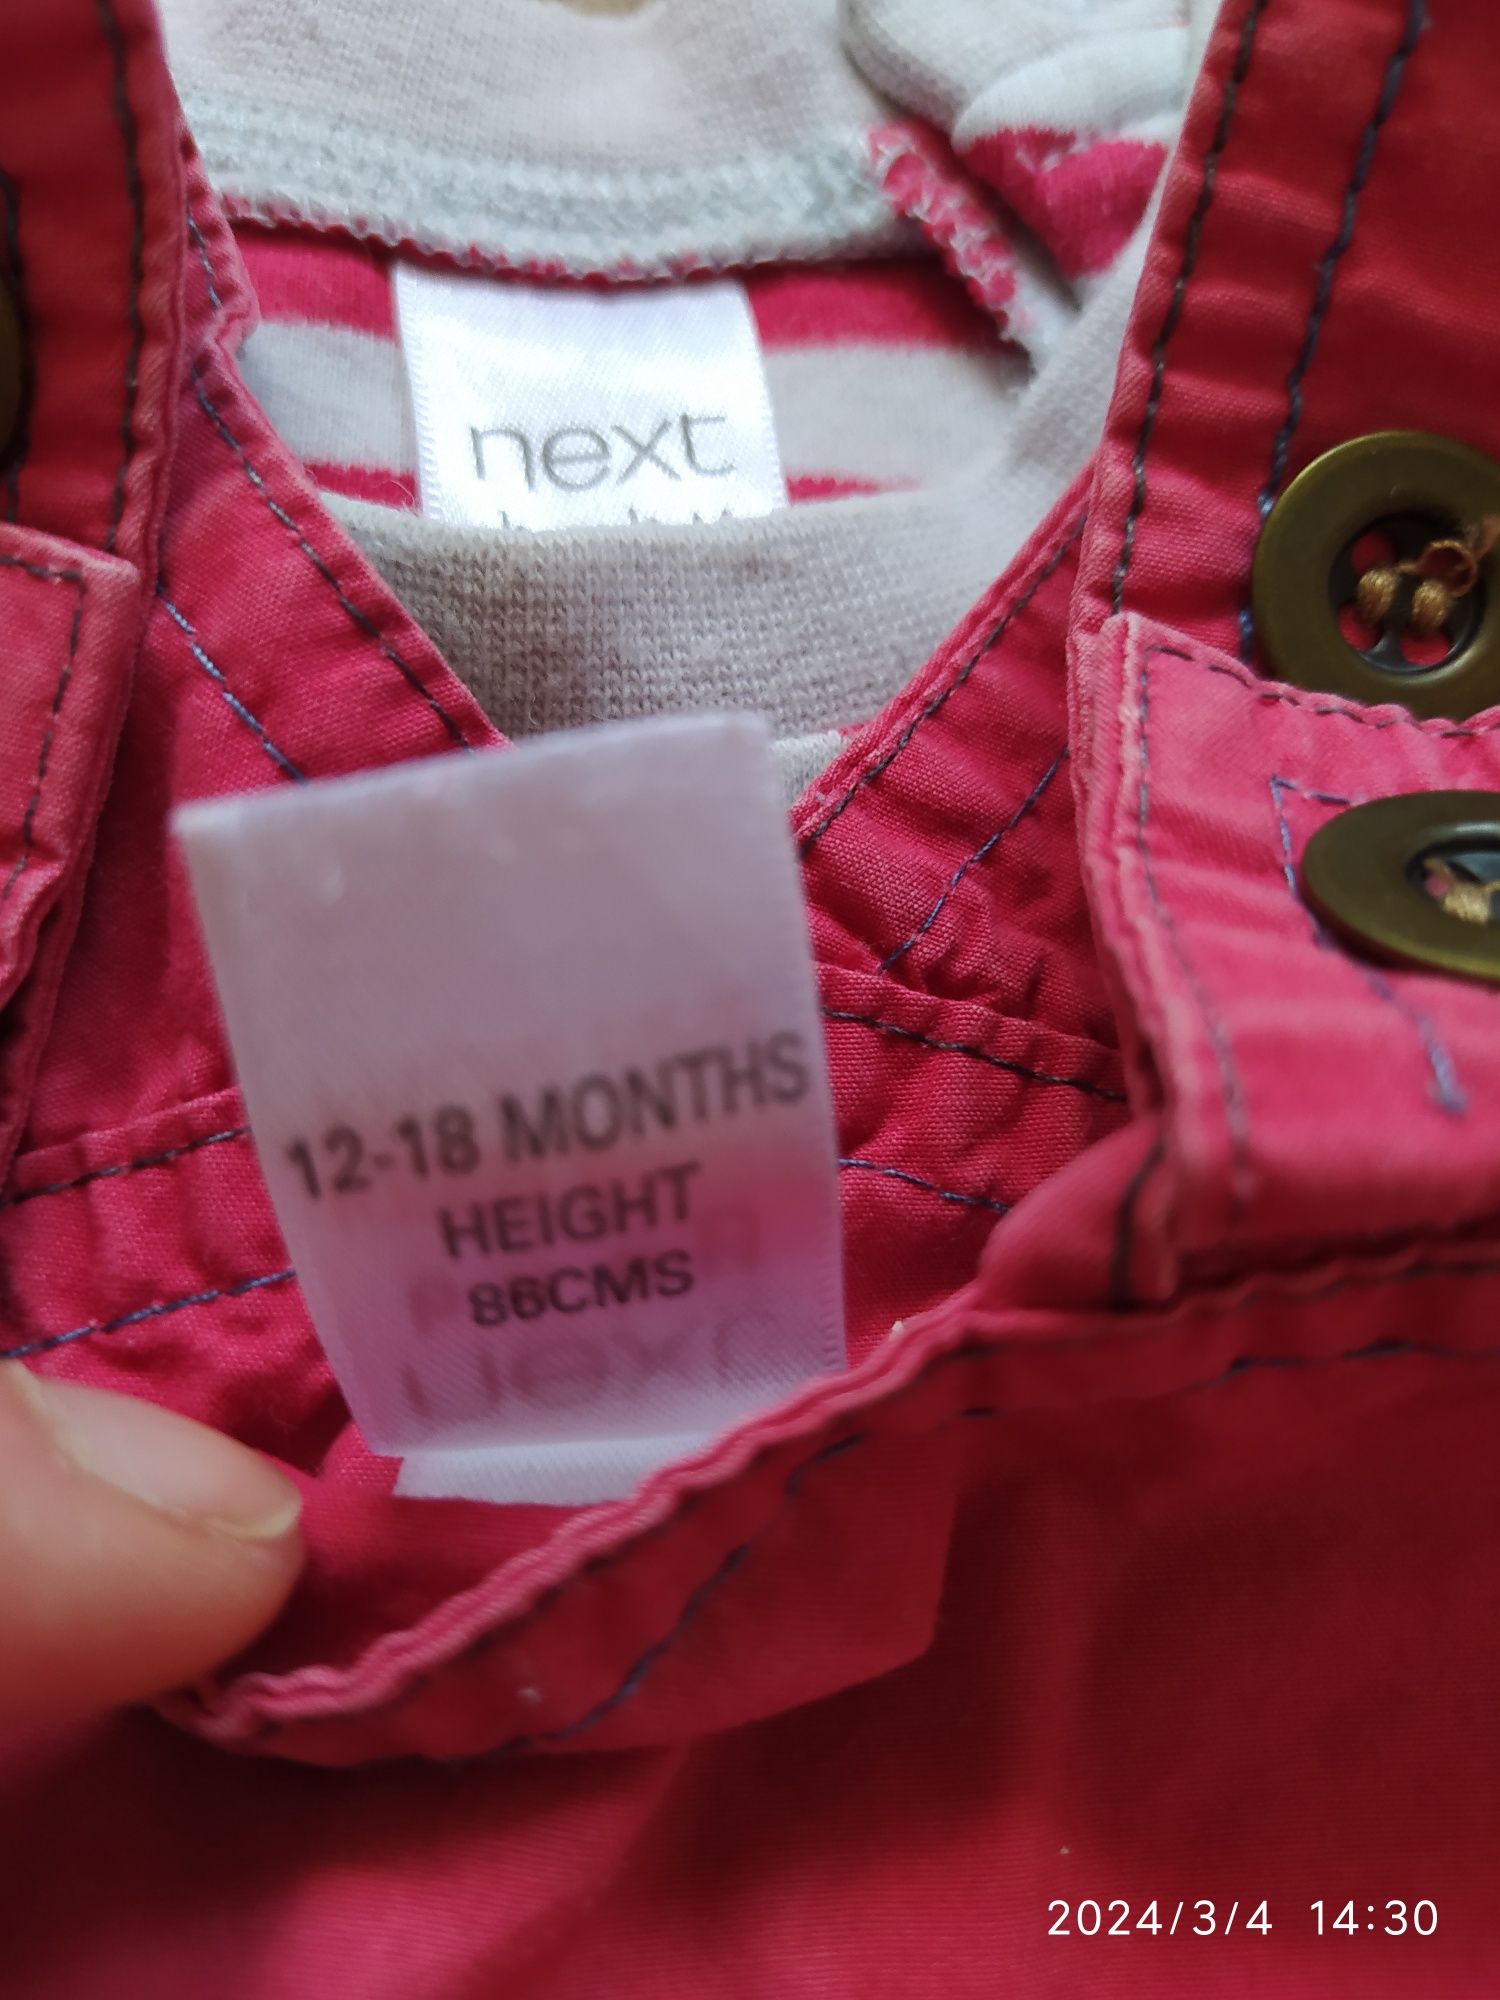 next
12-18 MONTHS
HEIGHT
86CMS
2024/3/4 14:30